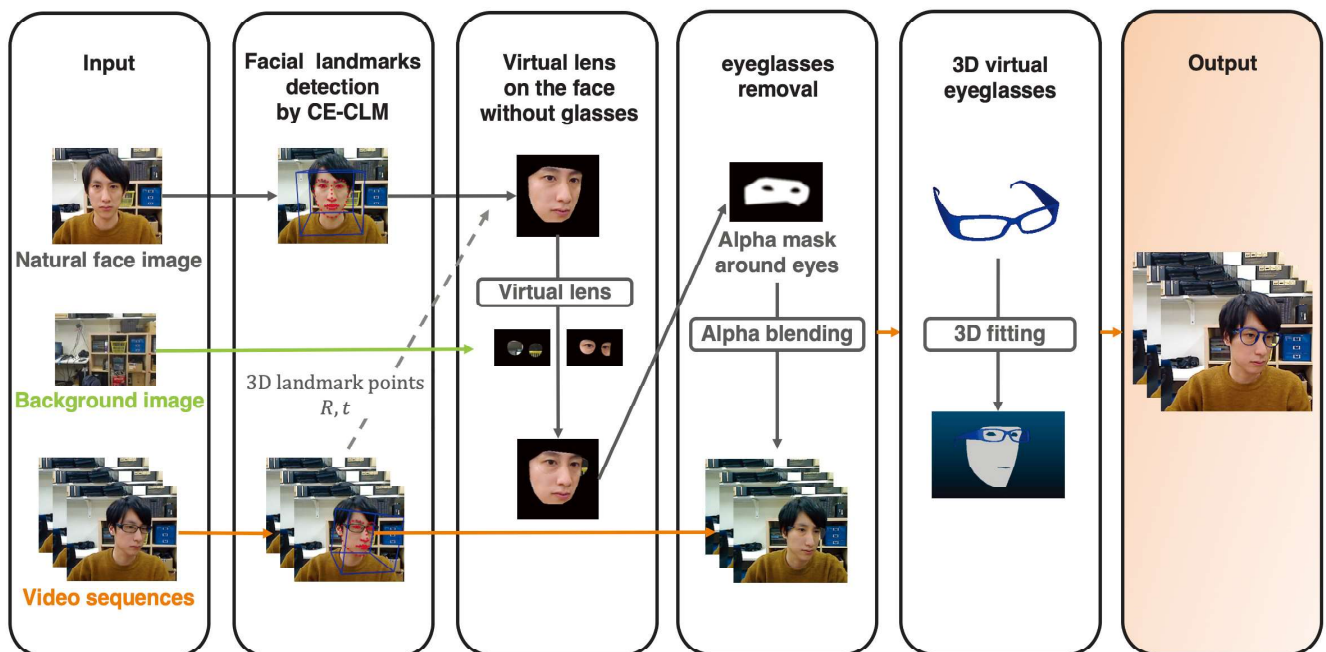 Input
Natural face image
Background image
Video sequences
Facial landmarks
detection
by CE-CLM
3D landmark points
R, t
Virtual lens
on the face
without glasses
Virtual lens
eyeglasses
removal
Alpha mask
around eyes
Alpha blending
3D virtual
eyeglasses
3D fitting
Output